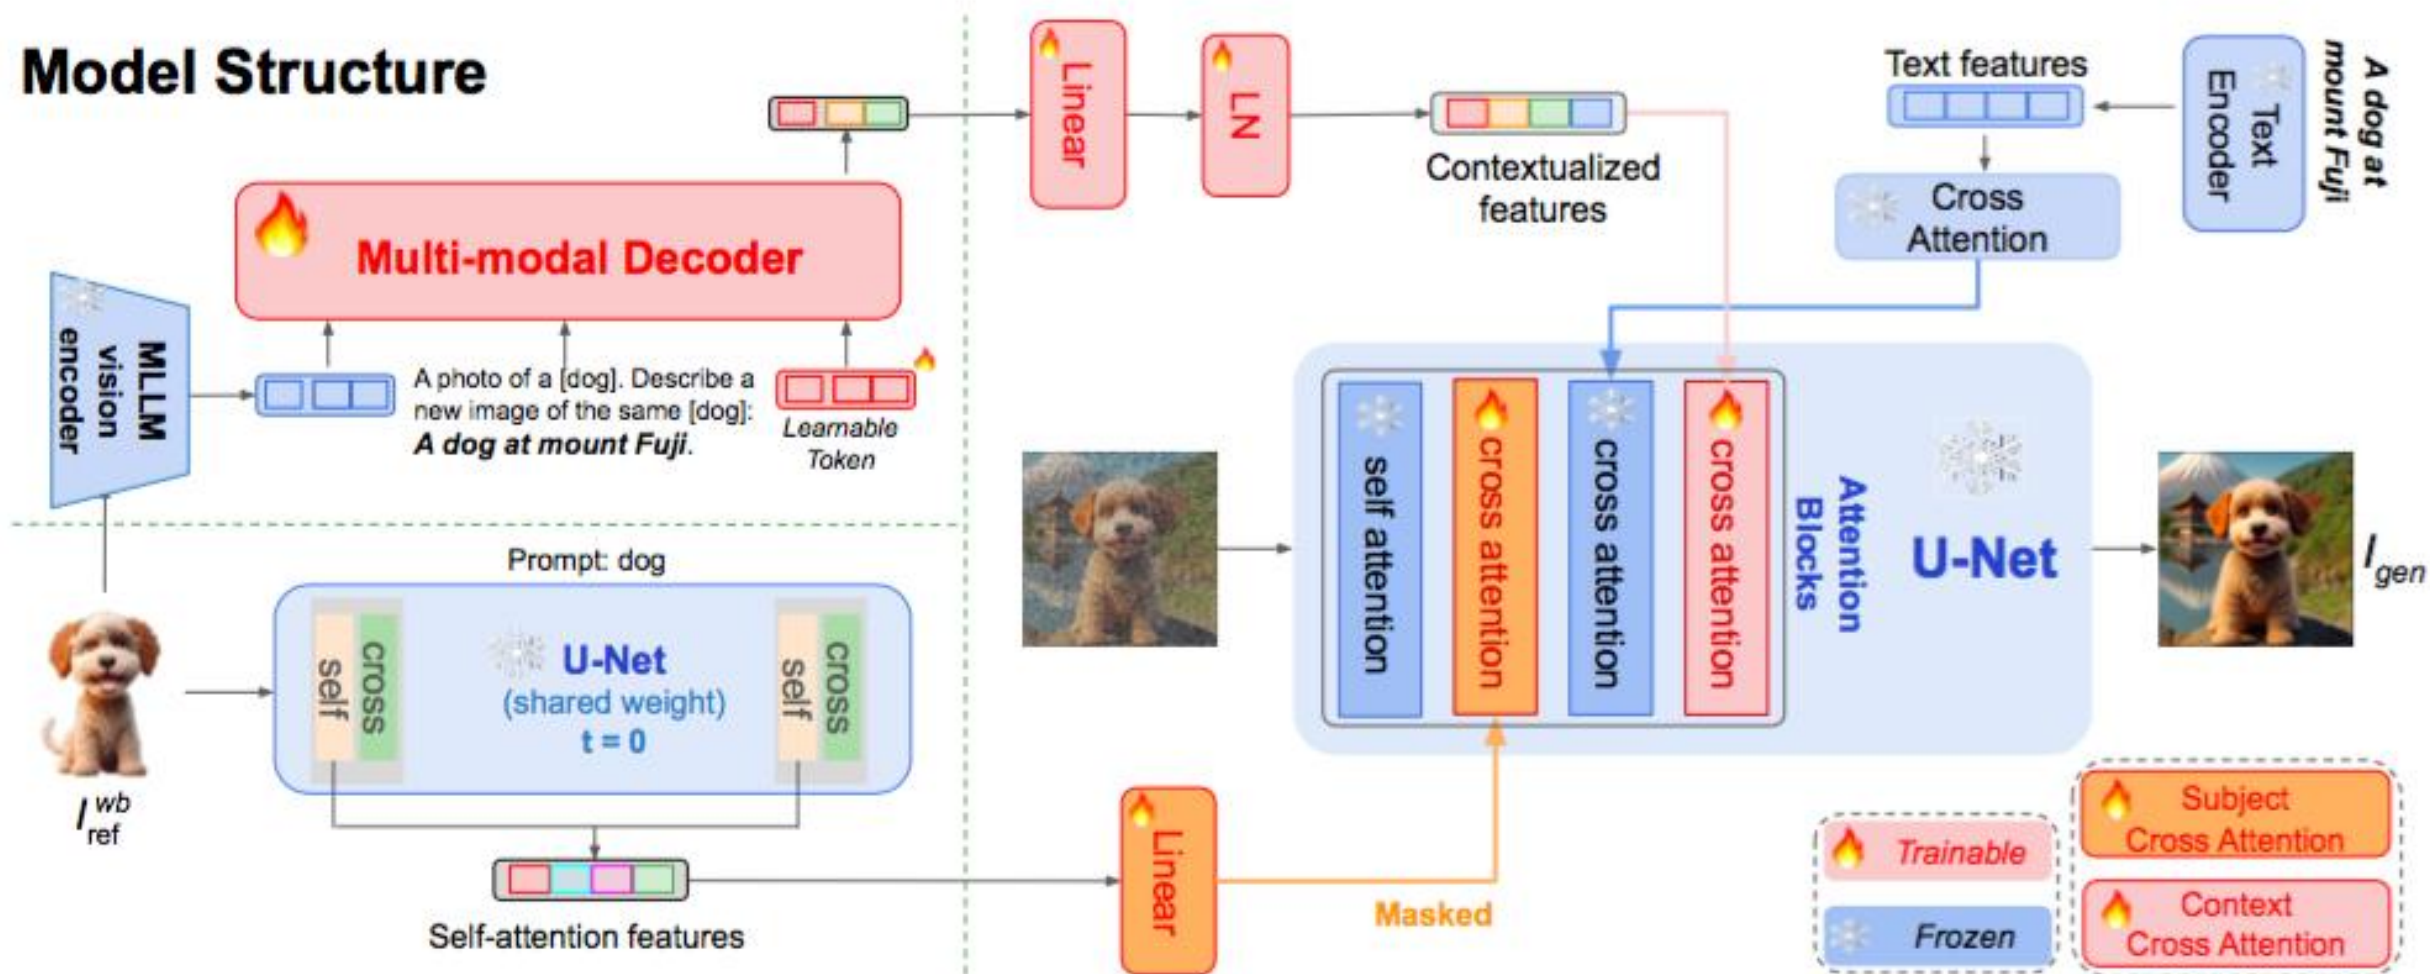 Model Structure
Multi-modal Decoder
MLLM
vision
encoder
A photo of a [dog]. Describe a
new image of the same [dog]:
A dog at mount Fuji.
Learnable
Token
Prompt: dog
self
cross
U-Net
(shared weight)
t = 0
self
cross
I wb ref
Self-attention features
Linear
LN
Contextualized
features
Text features
Text
Encoder
A dog at
mount Fuji
Cross
Attention
self attention
cross attention
cross attention
cross attention
Attention
Blocks
U-Net
I gen
Linear
Masked
Trainable
Frozen
Subject
Cross Attention
Context
Cross Attention